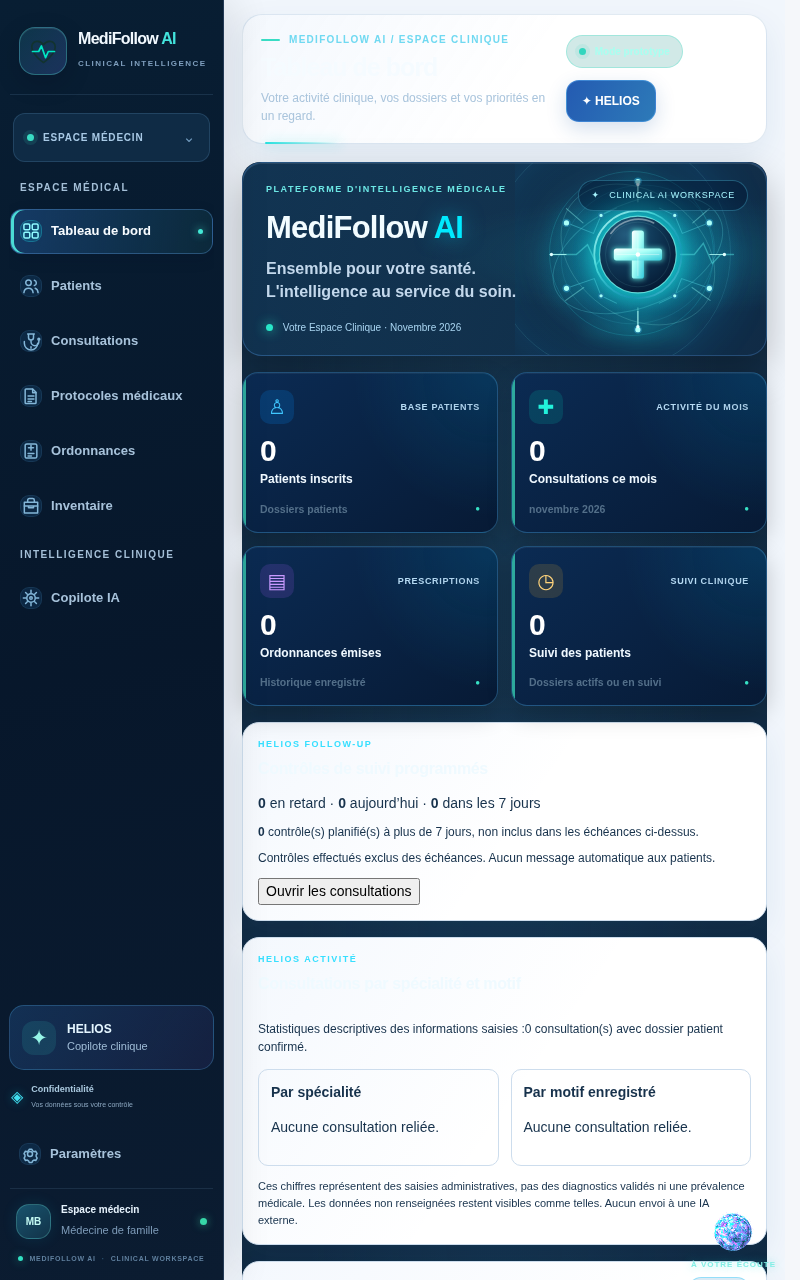 MediFollow AI
CLINICAL INTELLIGENCE
ESPACE MÉDECIN
ESPACE MÉDICAL
Tableau de bord
Patients
Consultations
Protocoles médicaux
Ordonnances
Inventaire
INTELLIGENCE CLINIQUE
Copilote IA
HELIOS
Copilote clinique
Confidentialité
Vos données sous votre contrôle
Paramètres
MB
Espace médecin
Médecine de famille
MEDIFOLLOW AI · CLINICAL WORKSPACE
MEDIFOLLOW AI / ESPACE CLINIQUE
Votre activité clinique, vos dossiers et vos priorités en
un regard.
✦ HELIOS
PLATEFORME D'INTELLIGENCE MÉDICALE
✦ CLINICAL AI WORKSPACE
MediFollow AI
Ensemble pour votre santé.
L'intelligence au service du soin.
Votre Espace Clinique · Novembre 2026
BASE PATIENTS
0
Patients inscrits
Dossiers patients
ACTIVITÉ DU MOIS
0
Consultations ce mois
novembre 2026
PRESCRIPTIONS
0
Ordonnances émises
Historique enregistré
SUIVI CLINIQUE
0
Suivi des patients
Dossiers actifs ou en suivi
HELIOS FOLLOW-UP
de suivi programmés
0 en retard · 0 aujourd’hui · 0 dans les 7 jours
0 contrôle(s) planifié(s) à plus de 7 jours, non inclus dans les échéances ci-dessus.
Contrôles effectués exclus des échéances. Aucun message automatique aux patients.
Ouvrir les consultations
HELIOS ACTIVITÉ
par spécialité et motif
Statistiques descriptives des informations saisies :0 consultation(s) avec dossier patient
confirmé.
Par spécialité
Aucune consultation reliée.
Par motif enregistré
Aucune consultation reliée.
Ces chiffres représentent des saisies administratives, pas des diagnostics validés ni une prévalence
médicale. Les données non renseignées restent visibles comme telles. Aucun envoi à une IA
externe.
À VOTRE ÉCOUTE